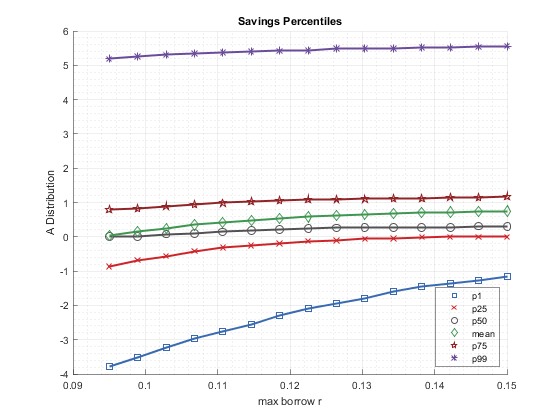 Savings Percentiles
6
5
4
3
2
1
0
-1
-2
-3
-4
A Distribution
0.09
0.1
0.11
0.12
0.13
0.14
0.15
max borrow r
p1
p25
p50
mean
p75
p99